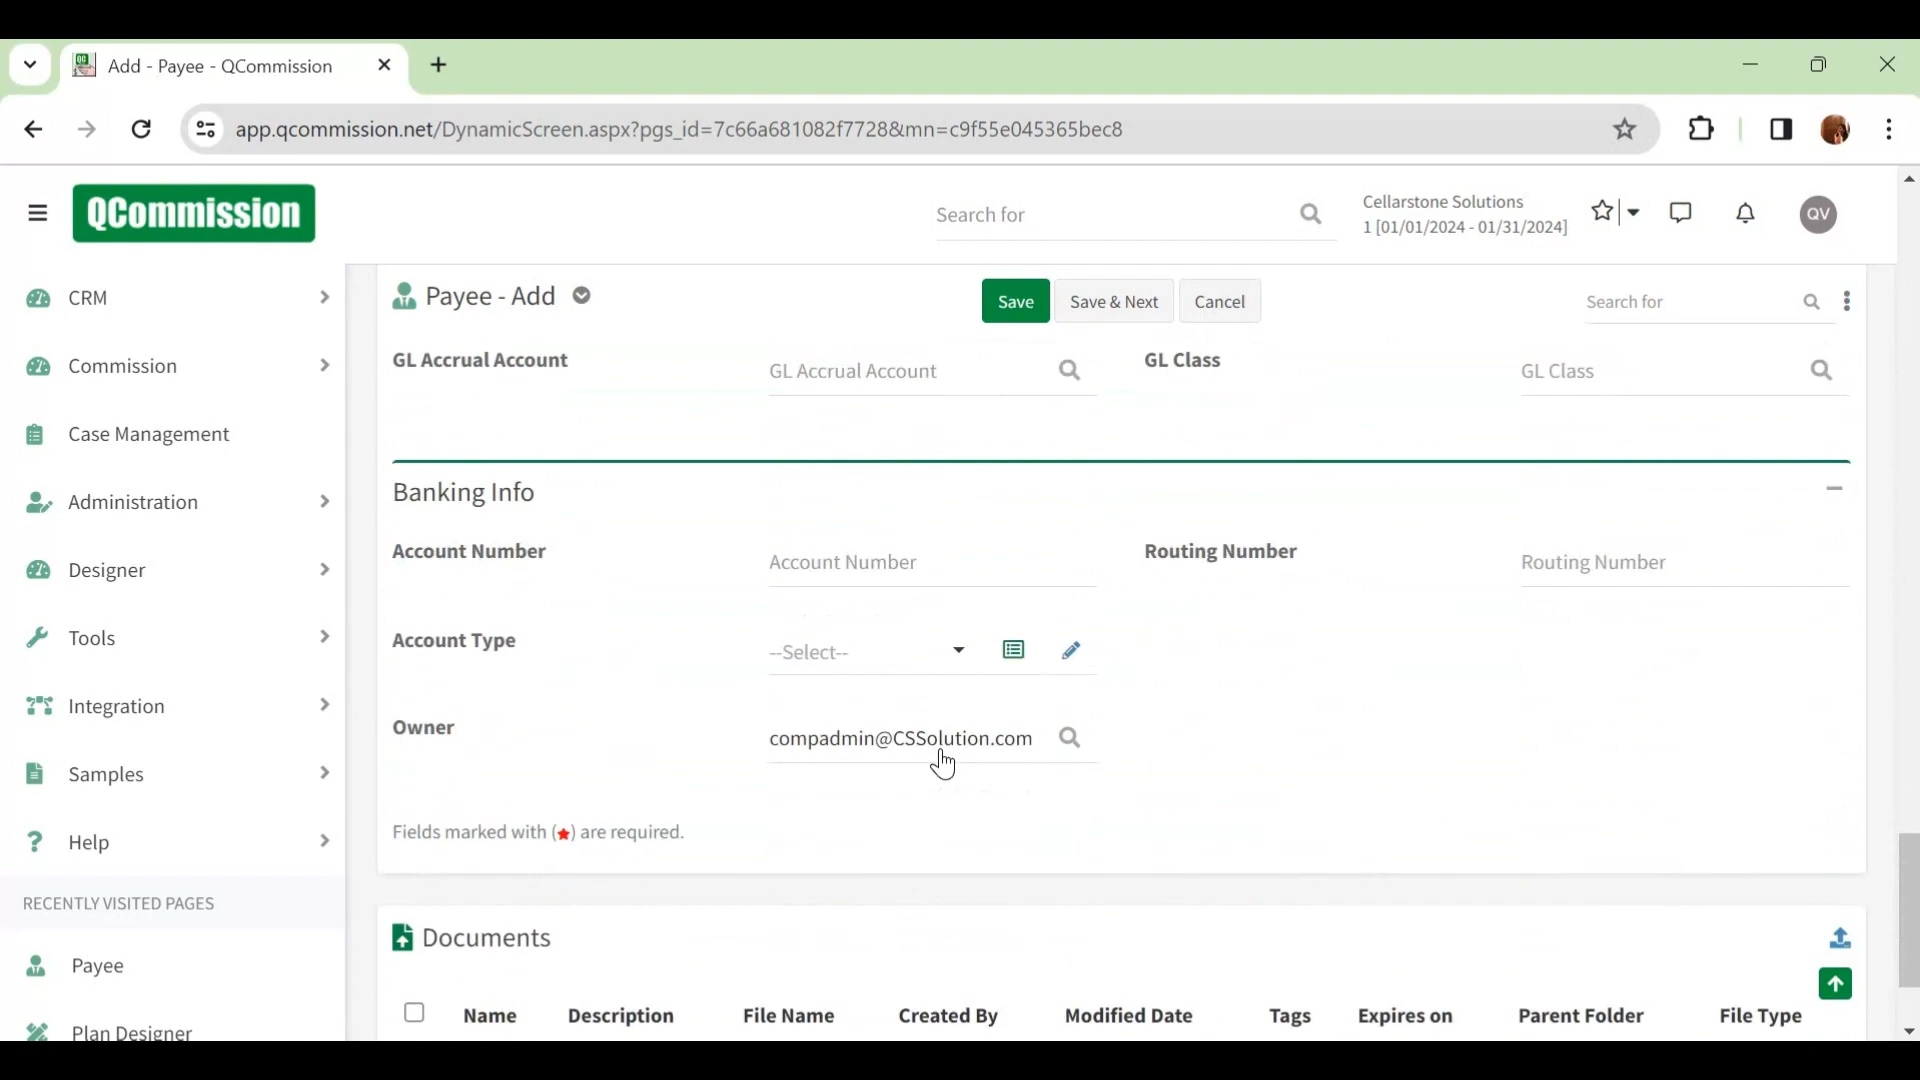 Add - Payee - QCommission
app.qcommission.net/DynamicScreen.aspx?pgs_id=7c66a681082f7728&mn=c9f55e045365bec8
QCommission
Search for
Cellarstone Solutions
1 [01/01/2024 - 01/31/2024]
QV
CRM
Commission
Case Management
Administration
Designer
Tools
Integration
Samples
Help
RECENTLY VISITED PAGES
Payee
Plan Designer
Payee - Add
Save
Save & Next
Cancel
Search for
GL Accrual Account
GL Accrual Account
GL Class
GL Class
Banking Info
Account Number
Account Number
Routing Number
Routing Number
Account Type
--Select--
Owner
compadmin@CSSolution.com
Fields marked with (★) are required.
Documents
Name Description File Name Created By Modified Date Tags Expires on Parent Folder File Type